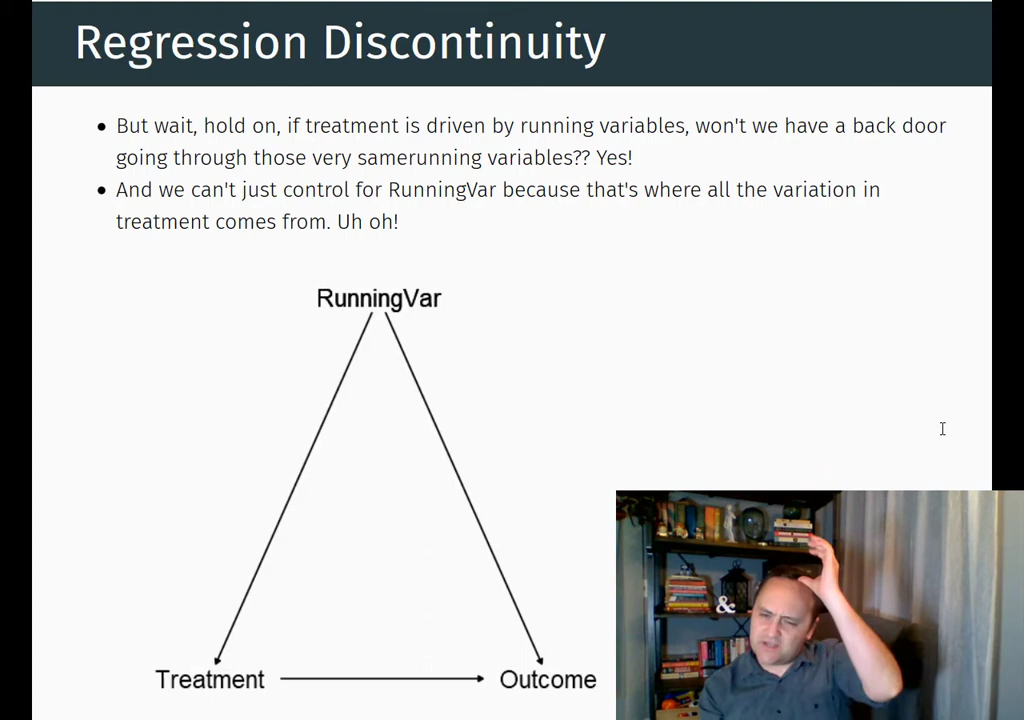 Regression Discontinuity
But wait, hold on, if treatment is driven by running variables, won't we have a back door
going through those very samerunning variables?? Yes!
And we can't just control for RunningVar because that's where all the variation in
treatment comes from. Uh oh!
RunningVar
Treatment
Outcome
&